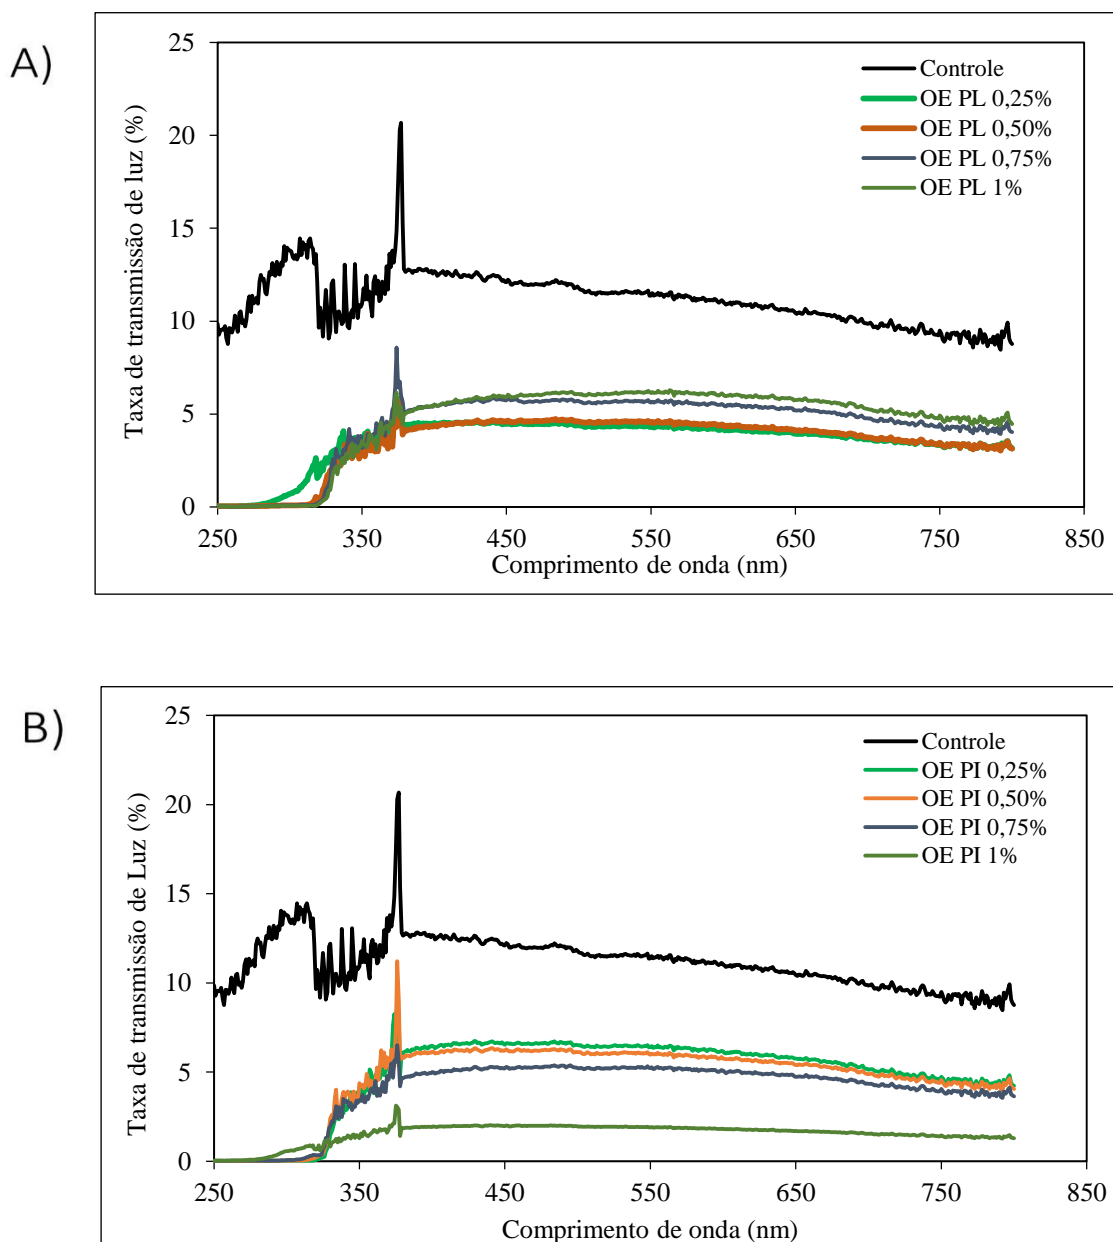 A)
Taxa de transmissão de luz (%)
25
20
15
10
5
0
250 350 450 550 650 750 850
Comprimento de onda (nm)
Controle
OE PL 0,25%
OE PL 0,50%
OE PL 0,75%
OE PL 1%
B)
Taxa de transmissão de Luz (%)
25
20
15
10
5
0
250 350 450 550 650 750 850
Comprimento de onda (nm)
Controle
OE PI 0,25%
OE PI 0,50%
OE PI 0,75%
OE PI 1%